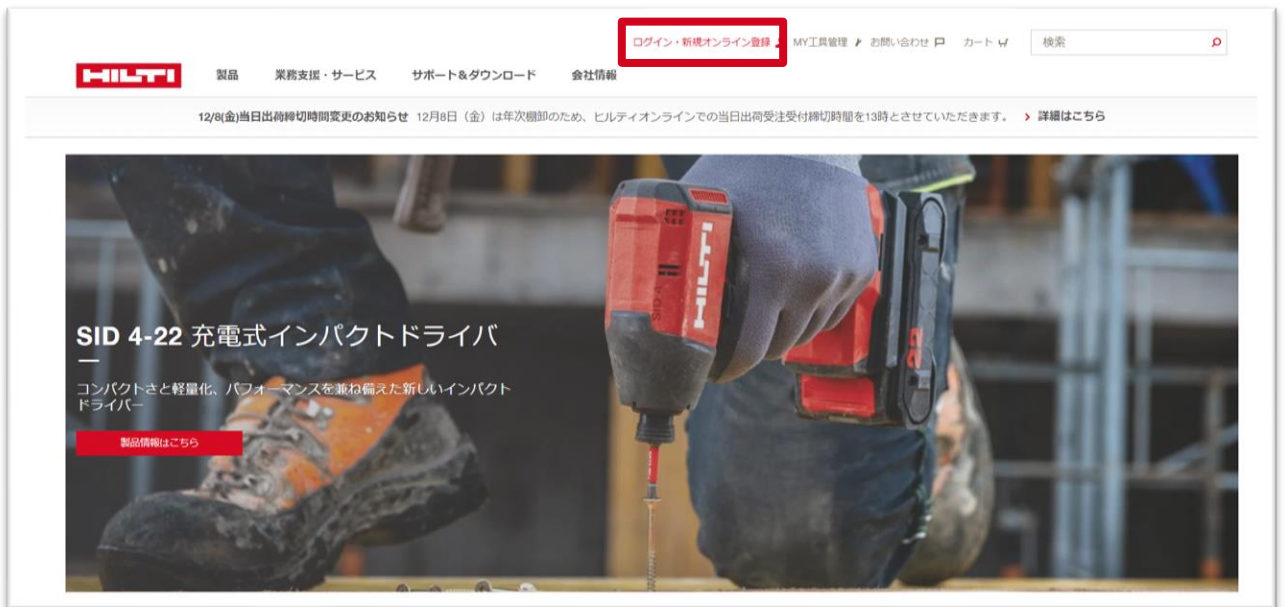 ログイン・新規オンライン登録 MY工具管理 お問い合わせ カート 検索
HILTI 製品 業務支援・サービス サポート&ダウンロード 会社情報
12/8(金)当日出荷締切時間変更のお知らせ 12月8日（金）は年次棚卸のため、ヒルティオンラインでの当日出荷受注受付締切時間を13時とさせていただきます。 詳細はこちら
SID 4-22 充電式インパクトドライバ
コンパクトさと軽量化、パフォーマンスを兼ね備えた新しいインパクト
ドライバー
製品情報はこちら
HILTI
SID 4
22